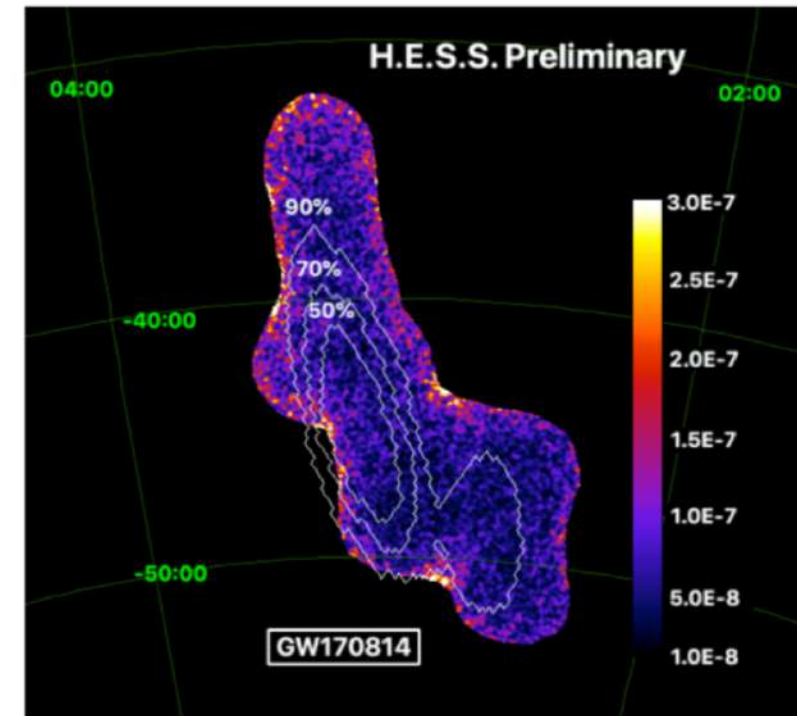 H.E.S.S. Preliminary
04:00
02:00
3.0E-7
90%
70%
2.5E-7
50%
-40:00
2.0E-7
1.5E-7
1.0E-7
-50:00
5.0E-8
GW170814
1.0E-8